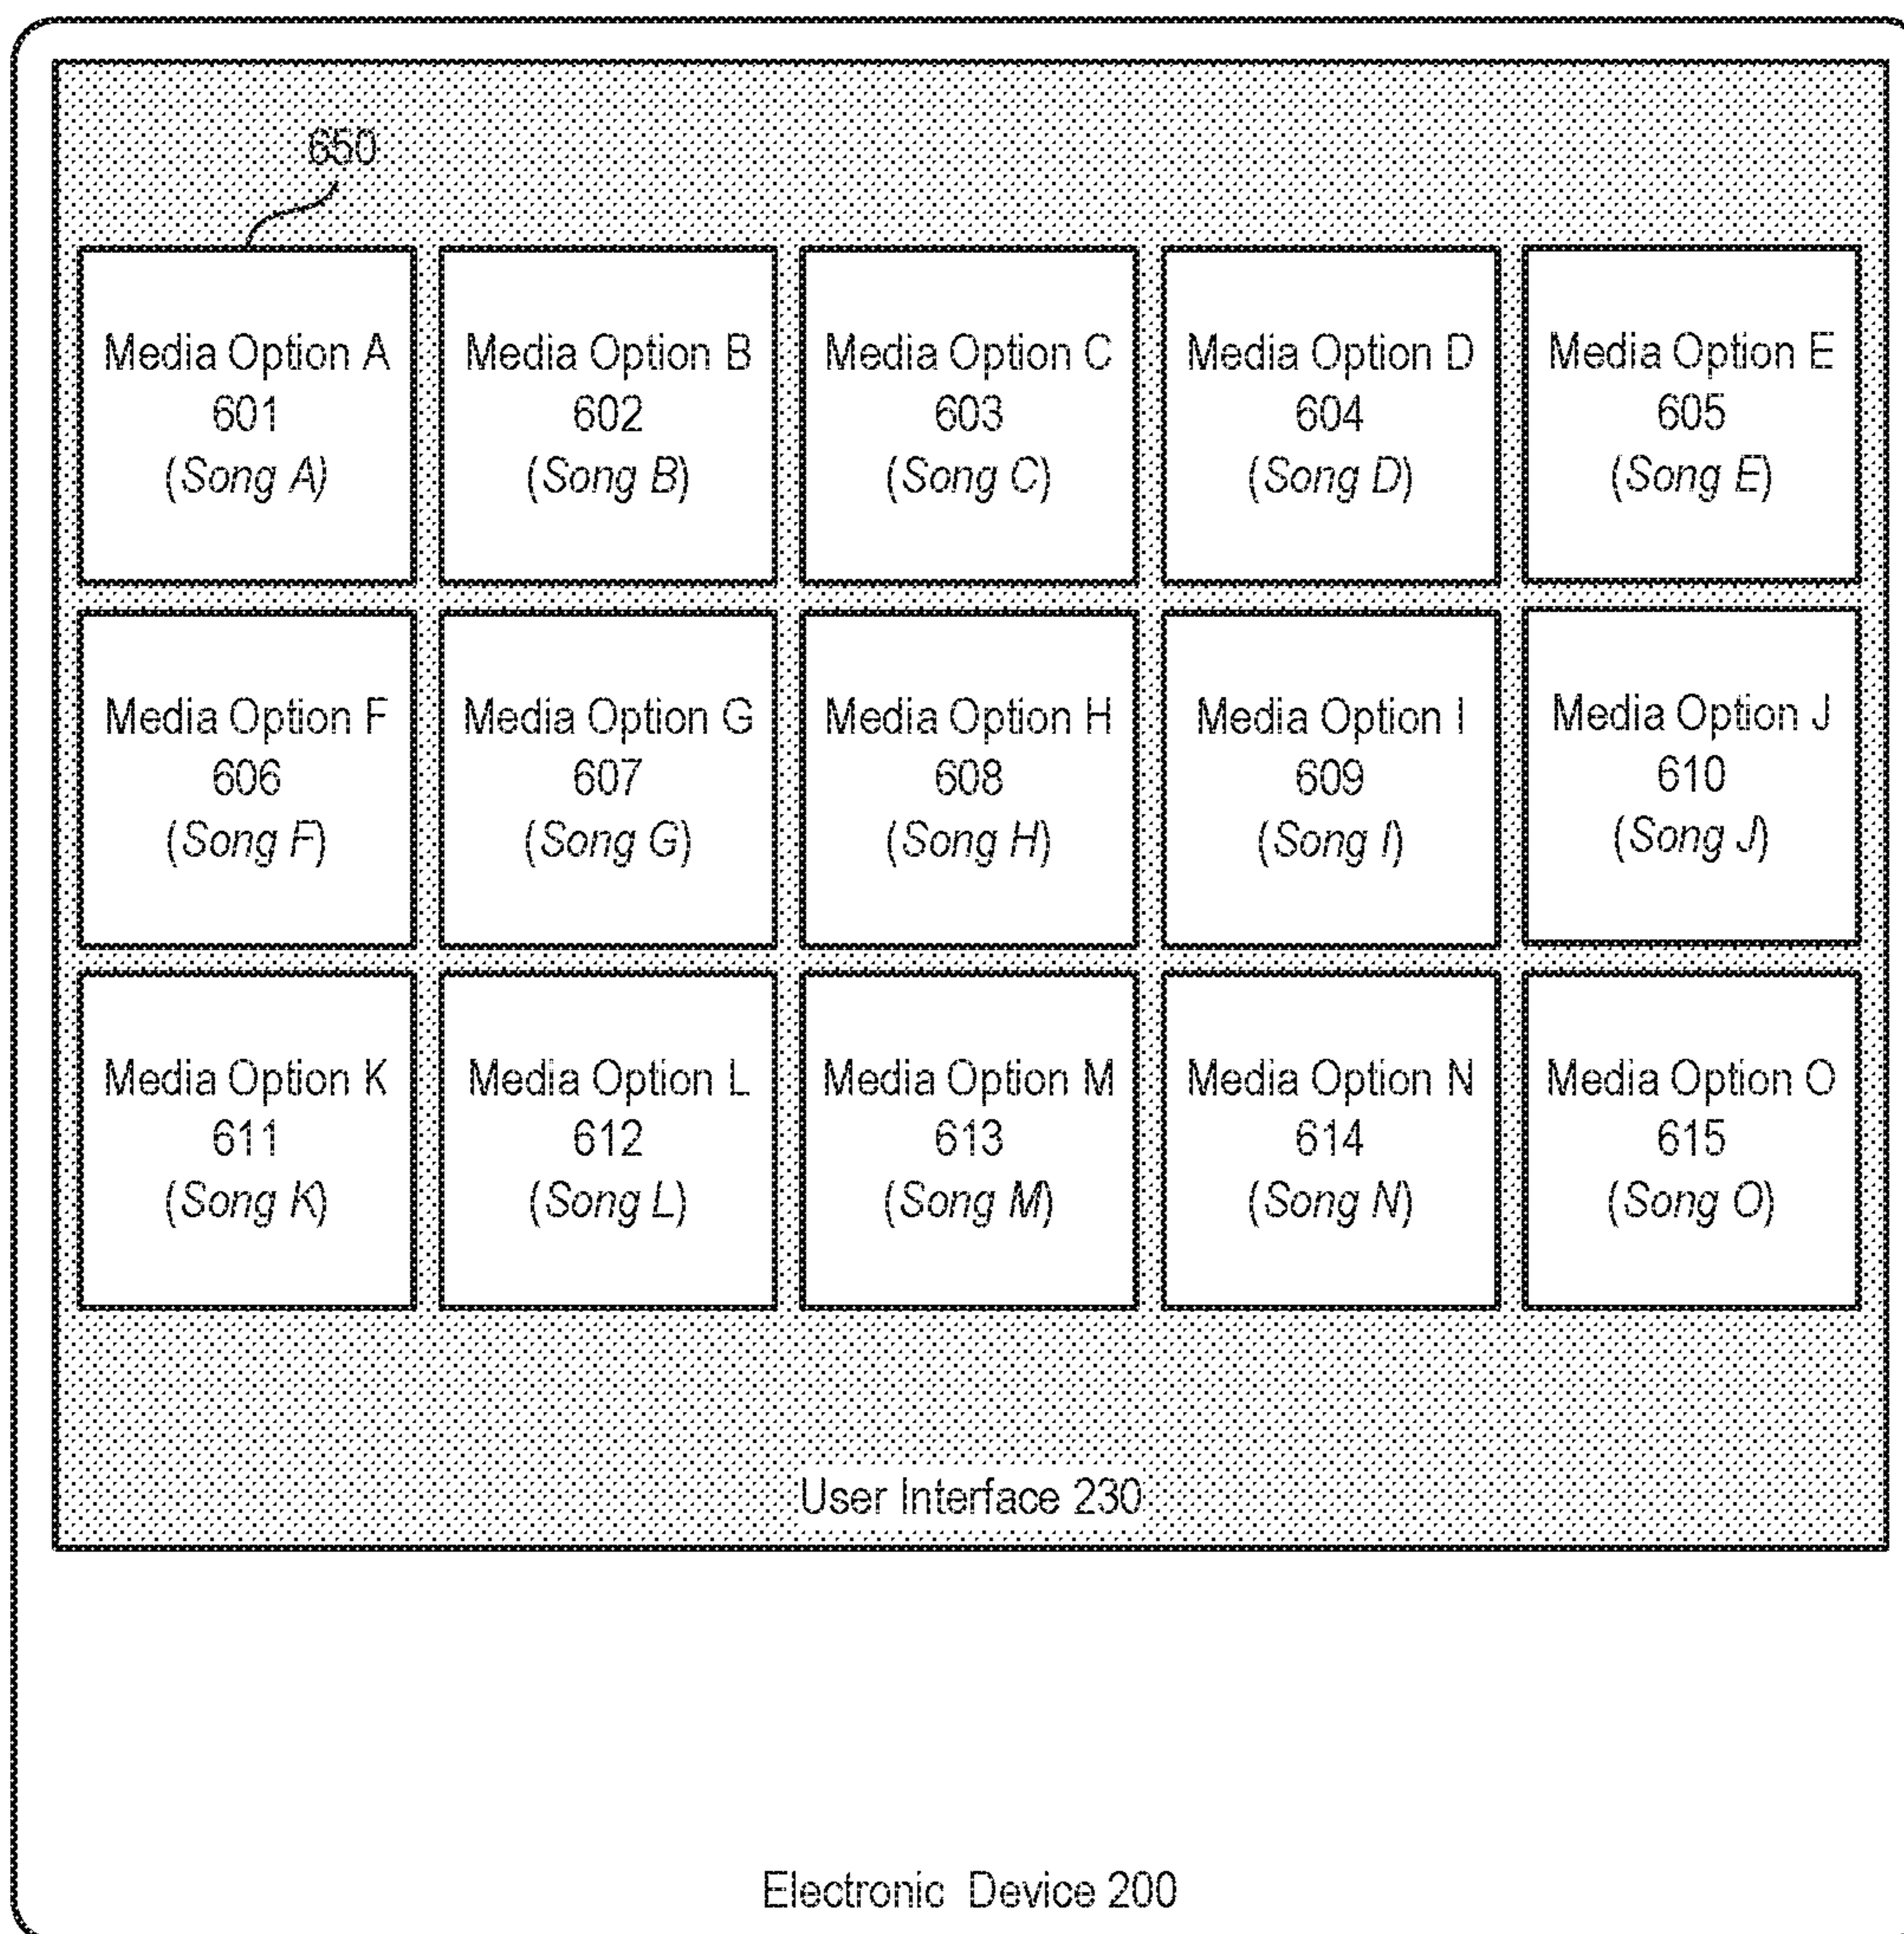 650
Media Option A
601
(Song A)
Media Option B
602
(Song B)
Media Option C
603
(Song C)
Media Option D
604
(Song D)
Media Option E
605
(Song E)
Media Option F
606
(Song F)
Media Option G
607
(Song G)
Media Option H
608
(Song H)
Media Option I
609
(Song I)
Media Option J
610
(Song J)
Media Option K
611
(Song K)
Media Option L
612
(Song L)
Media Option M
613
(Song M)
Media Option N
614
(Song N)
Media Option O
615
(Song O)
User Interface 230
Electronic Device 200